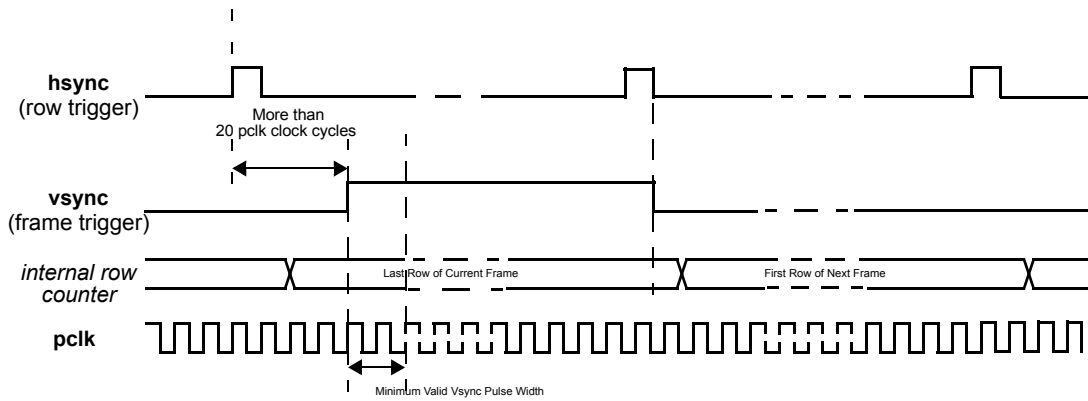 hsync
(row trigger)
More than
20 pclk clock cycles
vsync
(frame trigger)
internal row
counter
Last Row of Current Frame
First Row of Next Frame
pclk
Minimum Valid Vsync Pulse Width